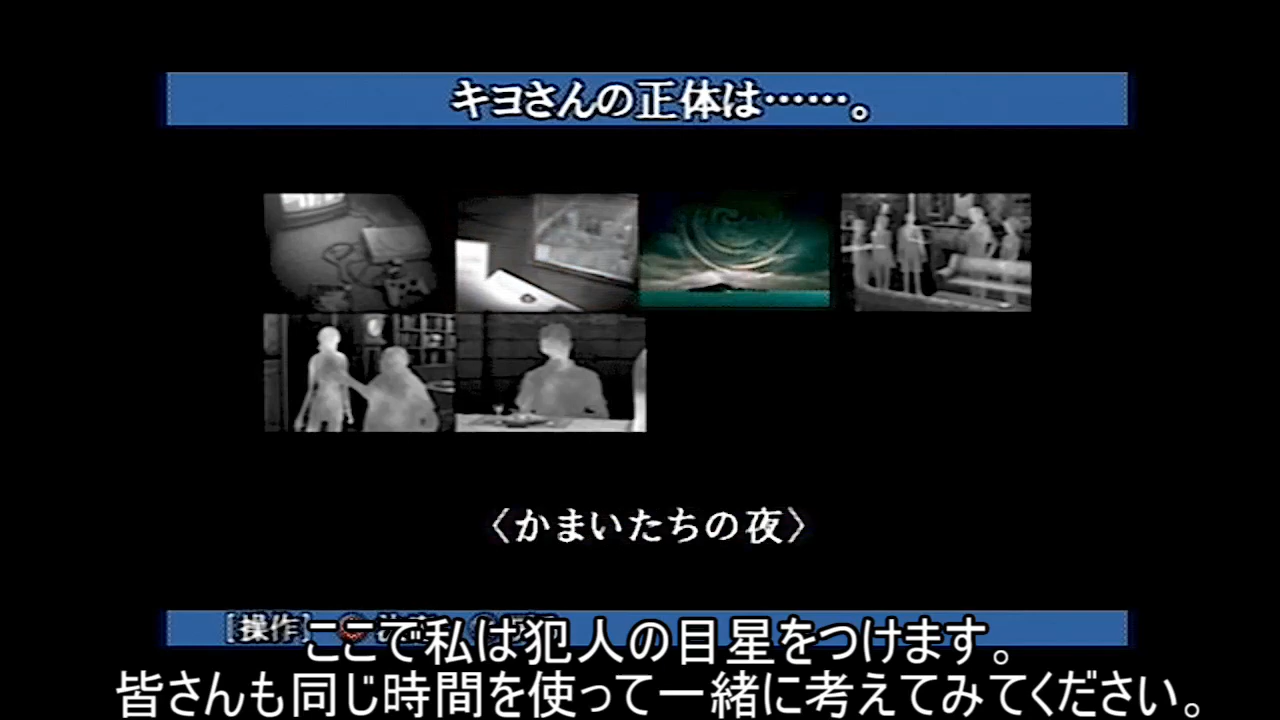 キヨさんの正体は……。
〈かまいたちの夜〉
[操作]
ここで私は犯人の目星をつけます。
皆さんも同じ時間を使って一緒に考えてみてください。